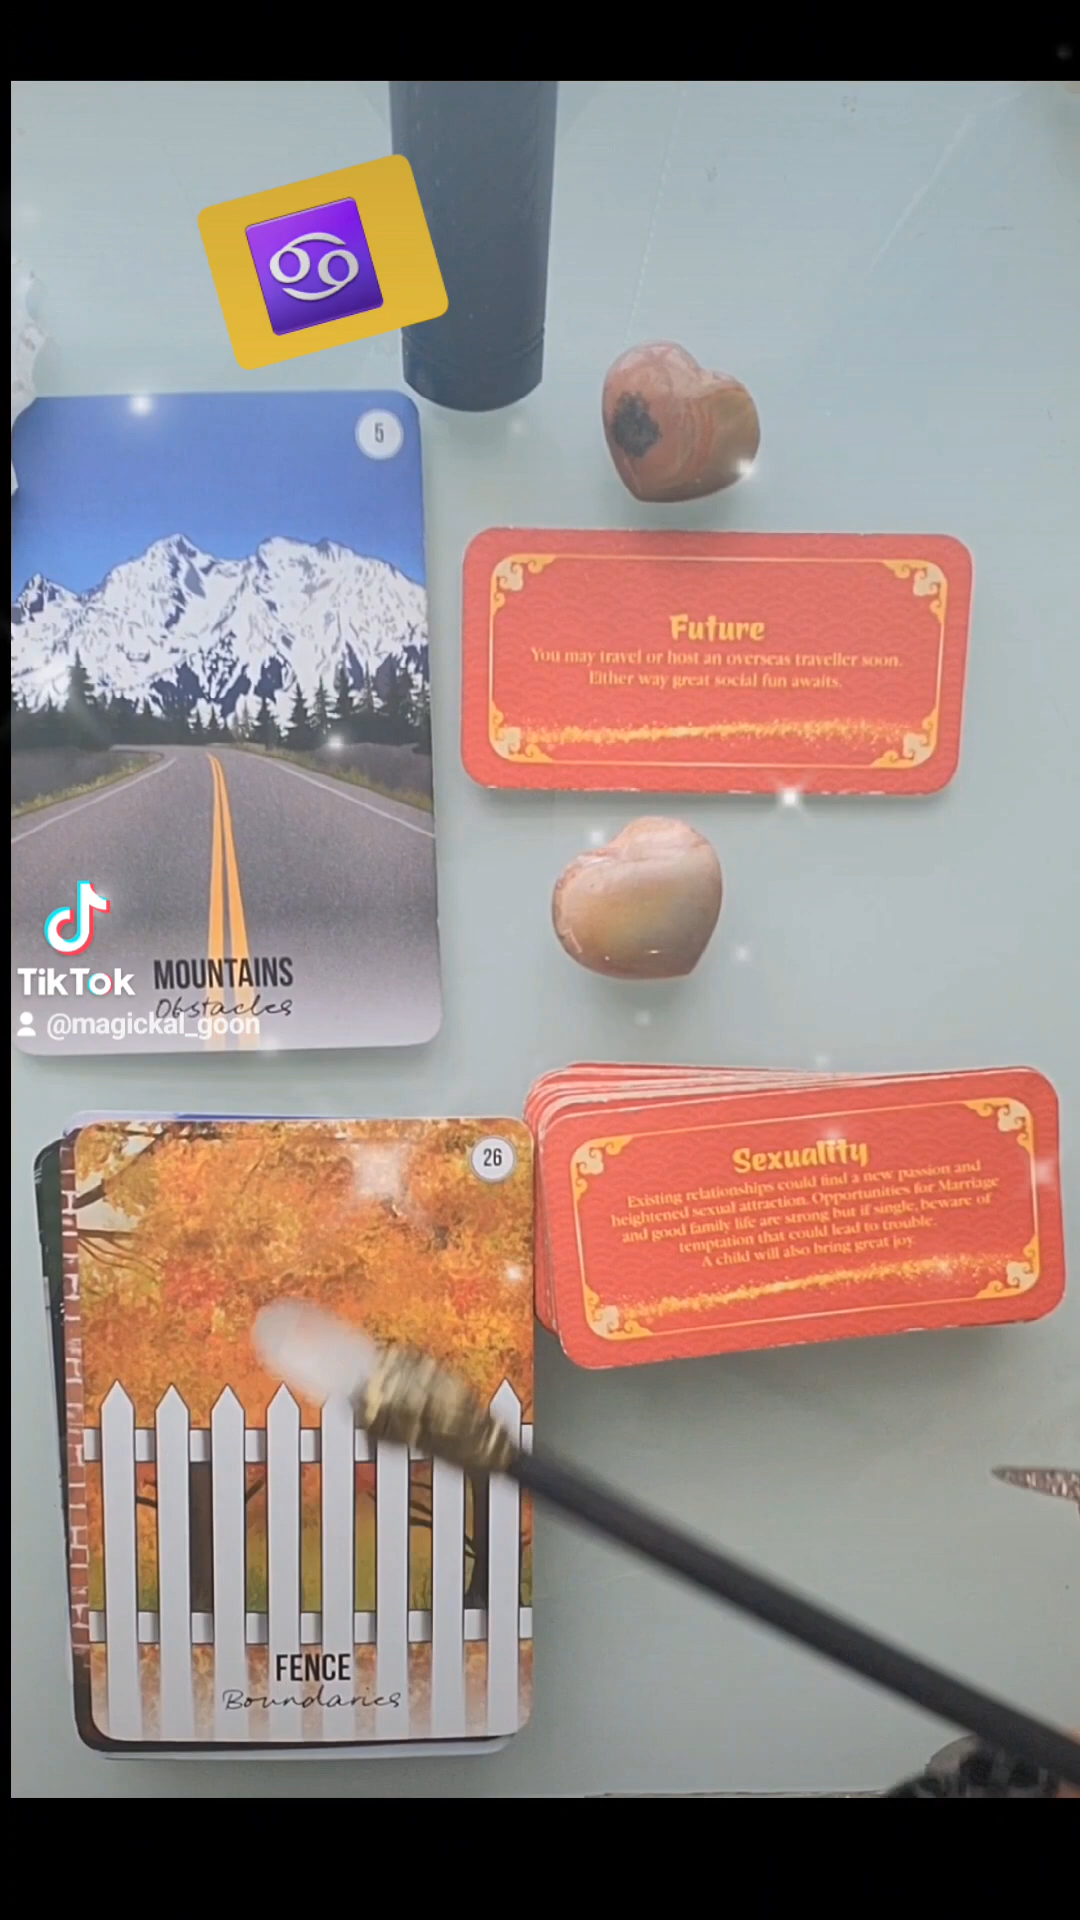 5
Future
You may travel or host an overseas traveller soon.
Either way great social fun awaits.
TikTok
@magickal_goon
MOUNTAINS
Obstacles
26
Sexuality
Existing relationships could find a new passion and
heightened sexual attraction. Opportunities for Marriage
and good family life are strong but if single, beware of
temptation that could lead to trouble.
A child will also bring great joy.
FENCE
Boundaries